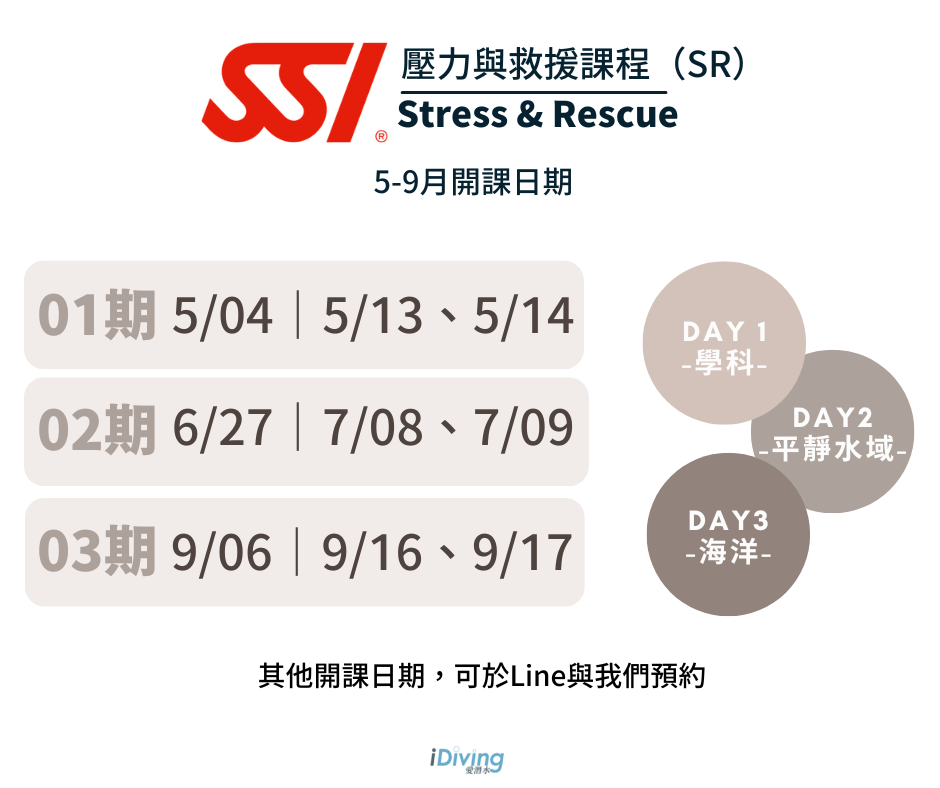 SSI®
壓力與救援課程（SR）
Stress & Rescue
5-9月開課日期
01期 5/04｜5/13、5/14
02期 6/27｜7/08、7/09
03期 9/06｜9/16、9/17
DAY 1
-學科-
DAY2
-平靜水域-
DAY3
-海洋-
其他開課日期，可於Line與我們預約
iDiving
愛潛水